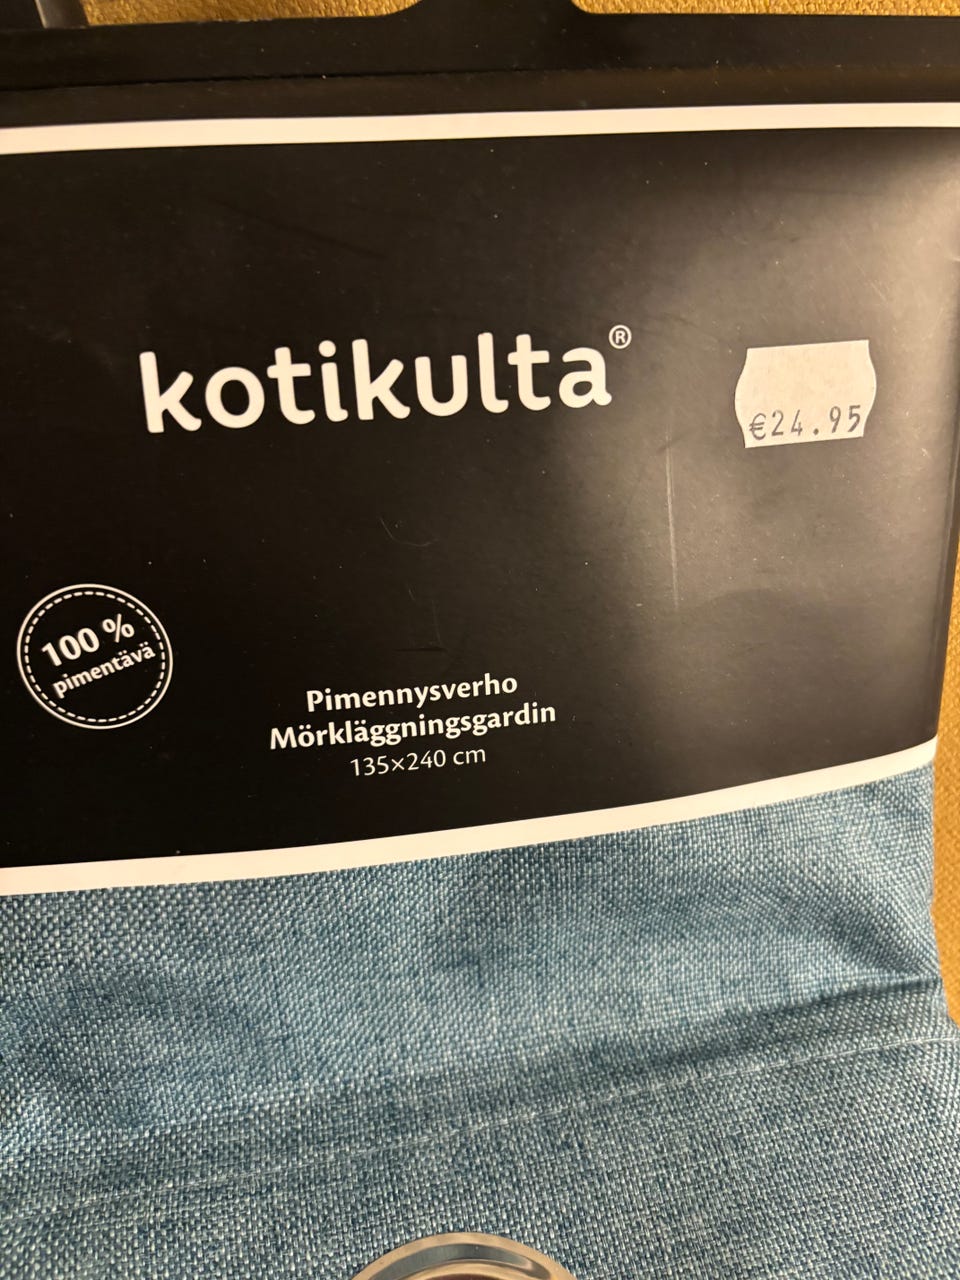 kotikulta®
€24.95
100 %
pimentävä
Pimennysverho
Mörkläggningsgardin
135×240 cm